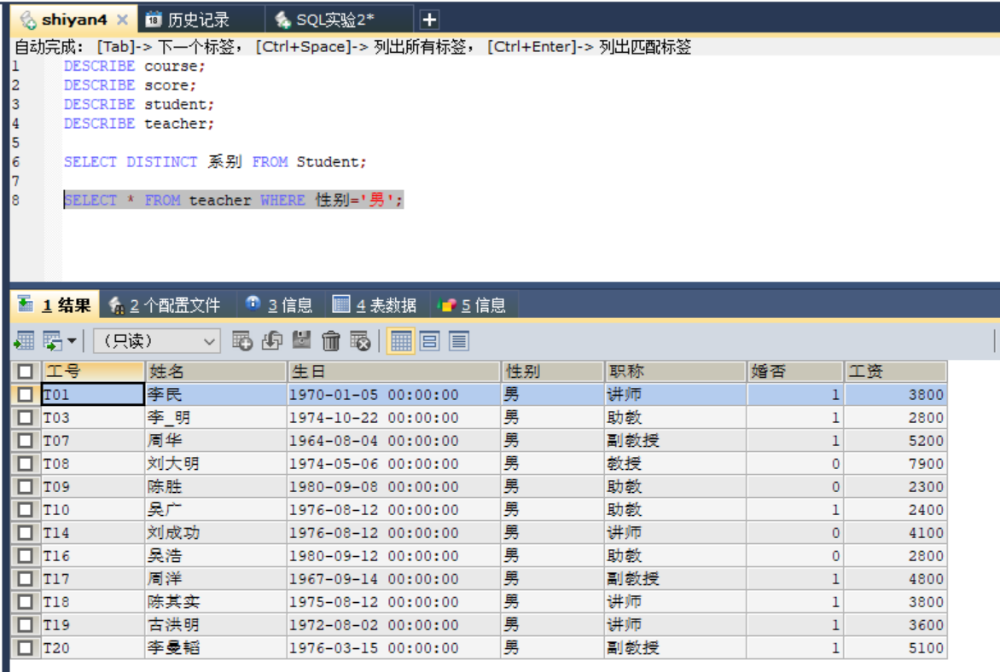 shiyan4 × 18 历史记录 SQL实验2* +
自动完成: [Tab]-> 下一个标签, [Ctrl+Space]-> 列出所有标签, [Ctrl+Enter]-> 列出匹配标签
1 DESCRIBE course;
2 DESCRIBE score;
3 DESCRIBE student;
4 DESCRIBE teacher;
5
6 SELECT DISTINCT 系别 FROM Student;
7
8 SELECT * FROM teacher WHERE 性别='男';
1 结果 2 个配置文件 3 信息 4 表数据 5 信息
(只读)
工号 姓名 生日 性别 职称 婚否 工资
T01 李民 1970-01-05 00:00:00 男 讲师 1 3800
T03 李_明 1974-10-22 00:00:00 男 助教 1 2800
T07 周华 1964-08-04 00:00:00 男 副教授 1 5200
T08 刘大明 1974-05-06 00:00:00 男 教授 0 7900
T09 陈胜 1980-09-08 00:00:00 男 助教 0 2300
T10 吴广 1976-08-12 00:00:00 男 助教 1 2400
T14 刘成功 1976-08-12 00:00:00 男 讲师 0 4100
T16 吴浩 1980-09-12 00:00:00 男 助教 0 2800
T17 周洋 1967-09-14 00:00:00 男 副教授 1 4800
T18 陈其实 1975-08-12 00:00:00 男 讲师 1 3800
T19 古洪明 1972-08-02 00:00:00 男 讲师 1 3600
T20 李曼韬 1976-03-15 00:00:00 男 副教授 1 5100